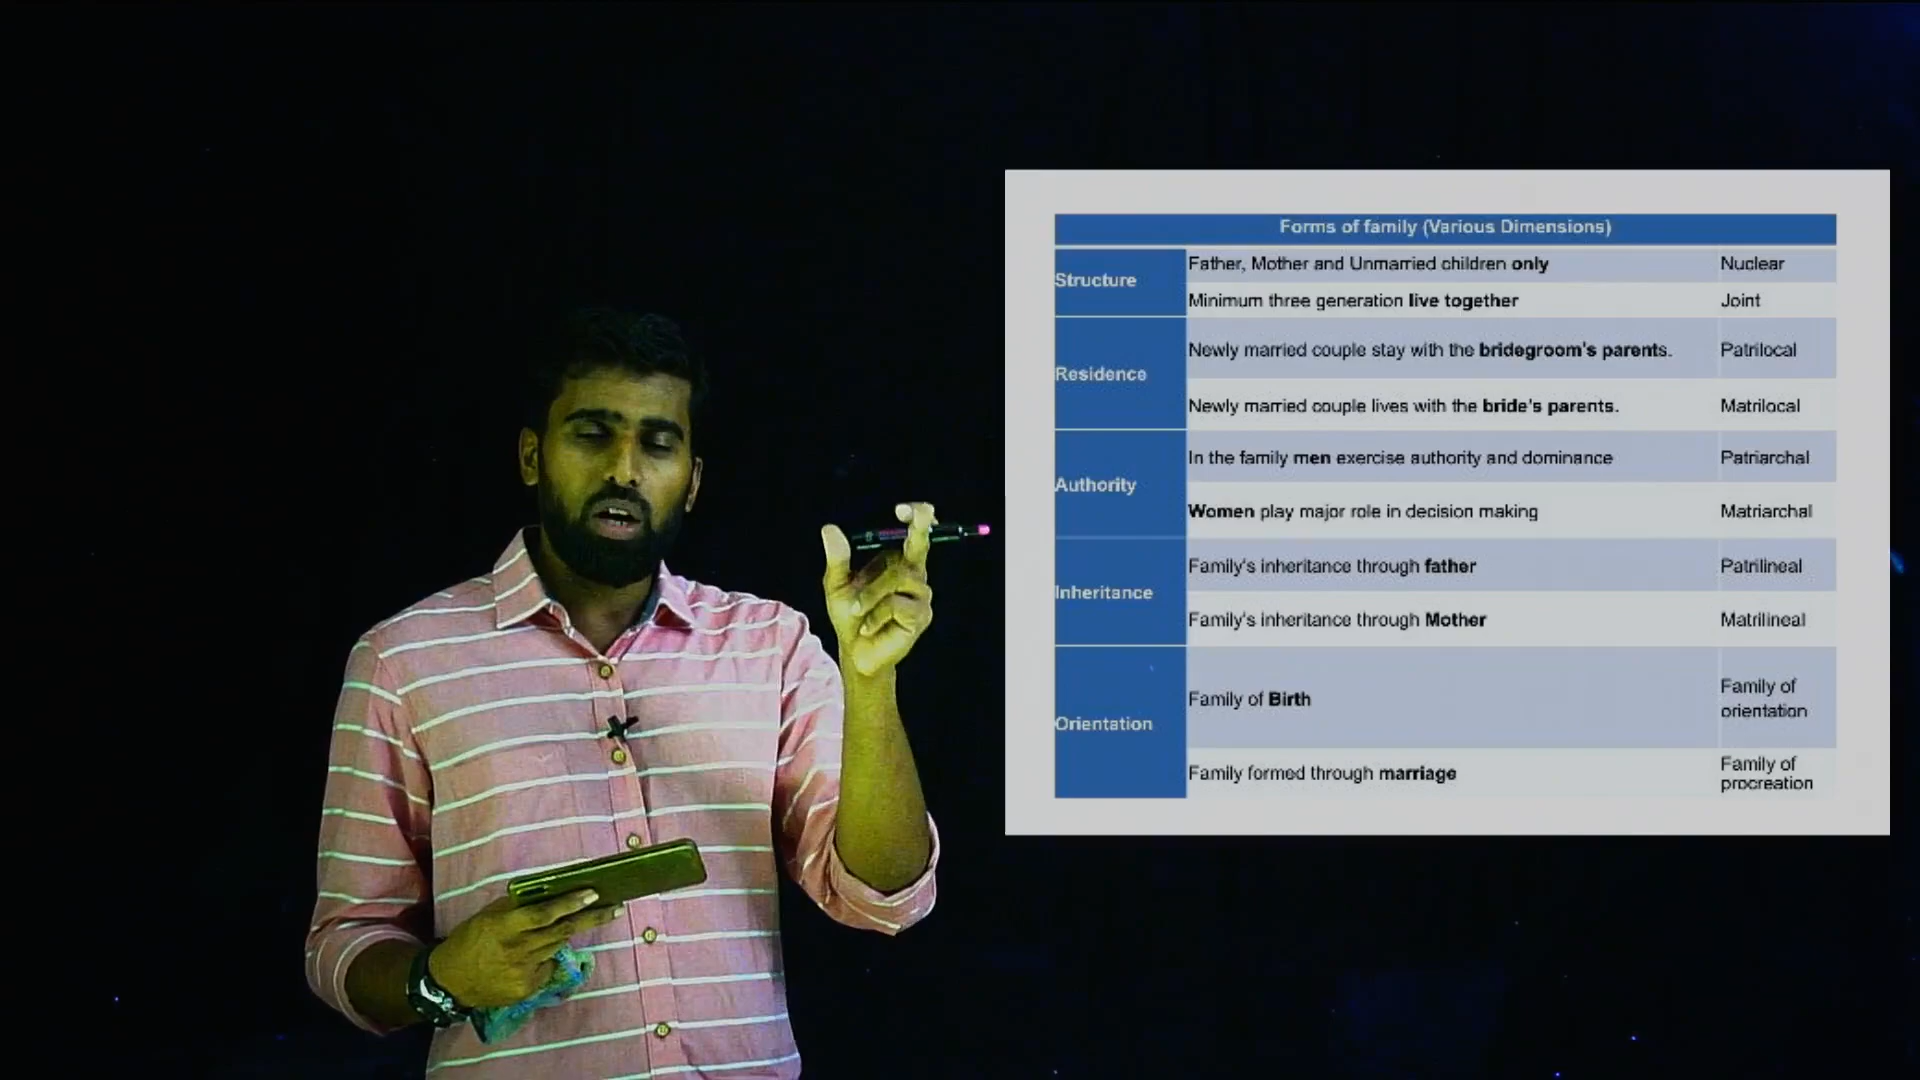 Forms of family (Various Dimensions)
Structure
Father, Mother and Unmarried children only
Nuclear
Minimum three generation live together
Joint
Residence
Newly married couple stay with the bridegroom's parents.
Patrilocal
Newly married couple lives with the bride's parents.
Matrilocal
Authority
In the family men exercise authority and dominance
Patriarchal
Women play major role in decision making
Matriarchal
Inheritance
Family's inheritance through father
Patrilineal
Family's inheritance through Mother
Matrilineal
Orientation
Family of Birth
Family of
orientation
Family formed through marriage
Family of
procreation